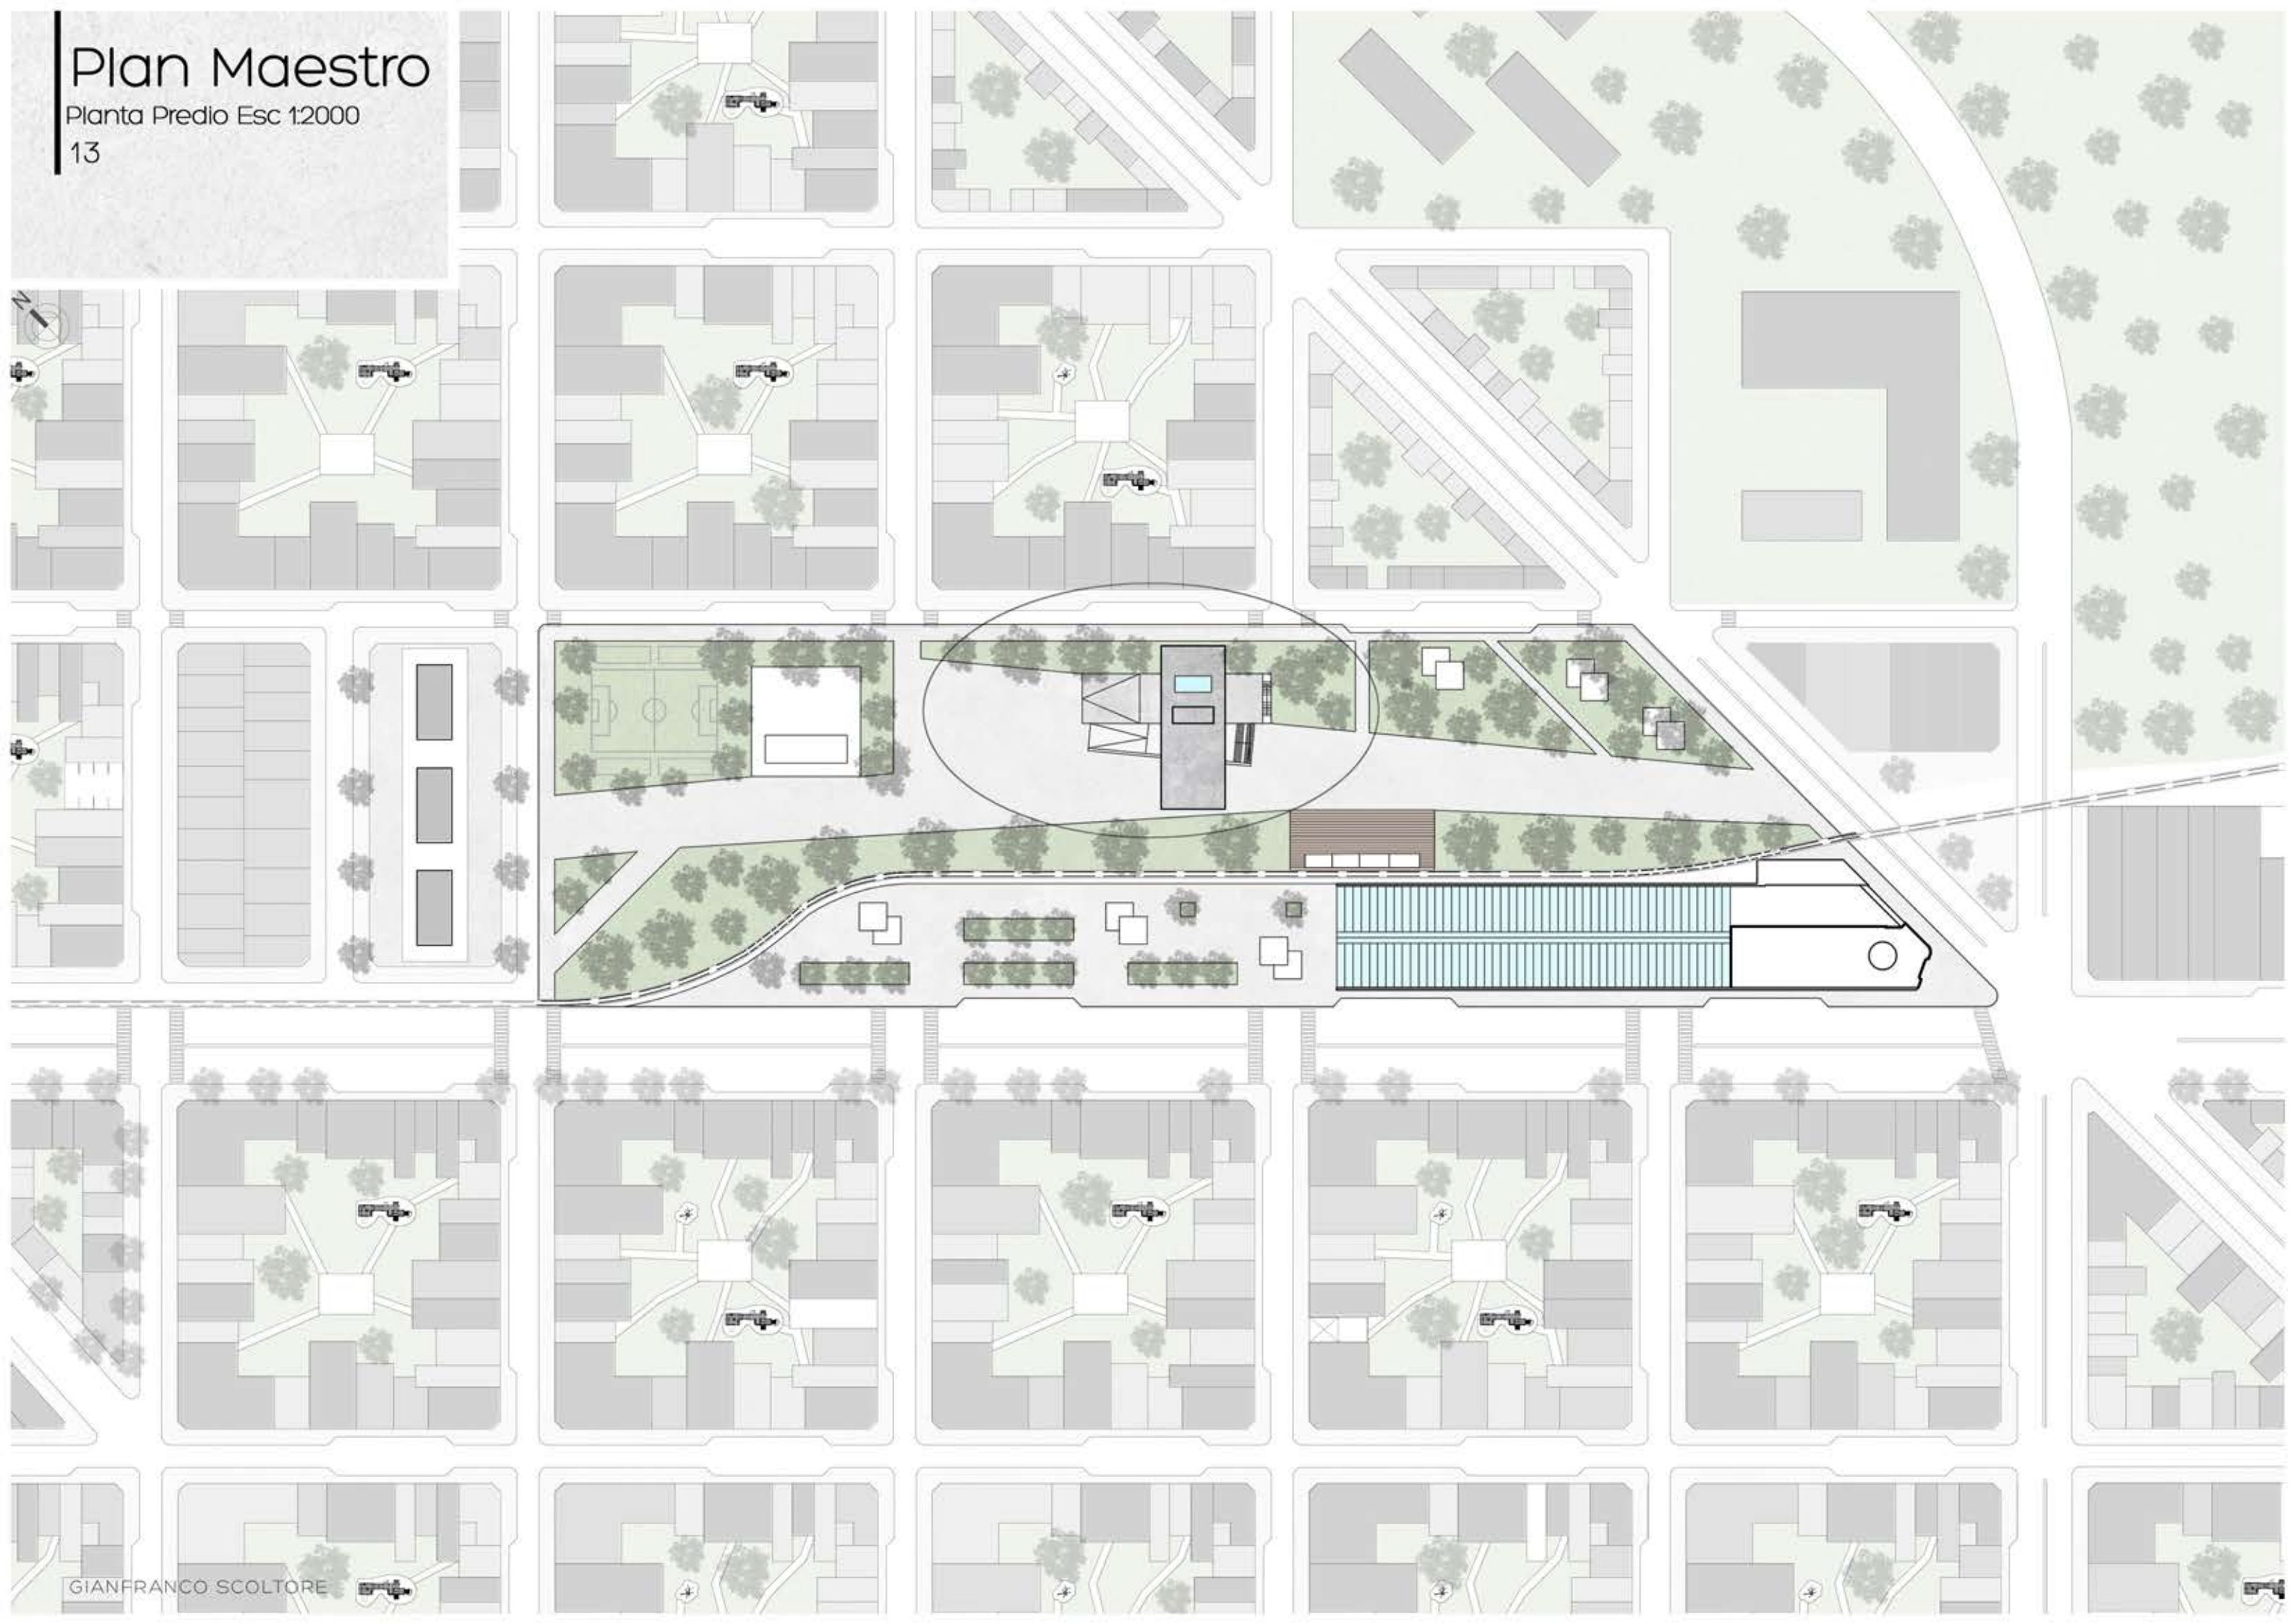 Plan Maestro
Planta Predio Esc 1:2000
13
N
GIANFRANCO SCOLTORE